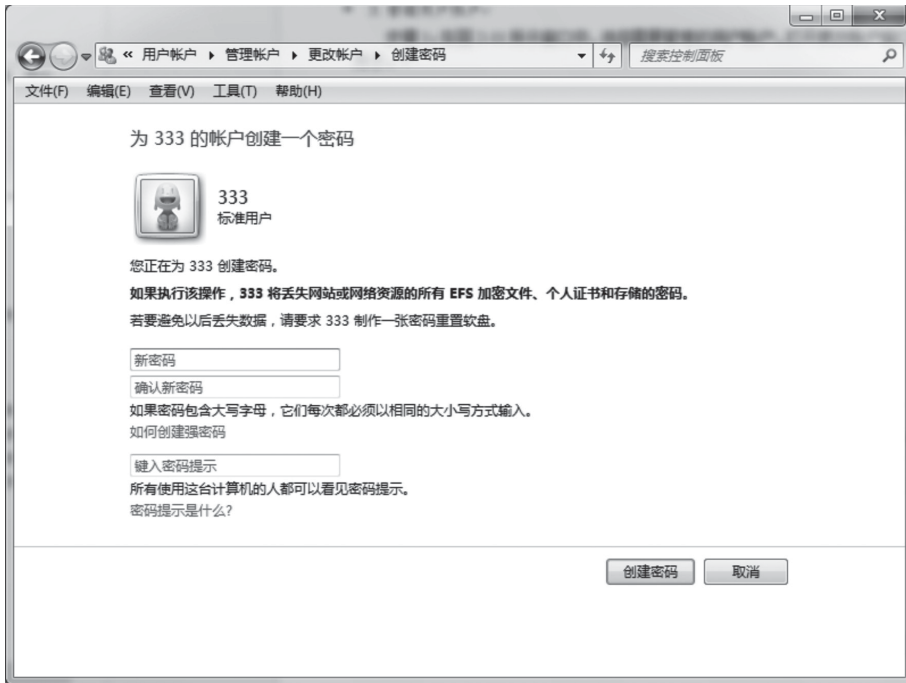 « 用户帐户 ▸ 管理帐户 ▸ 更改帐户 ▸ 创建密码
搜索控制面板
文件(F) 编辑(E) 查看(V) 工具(T) 帮助(H)
为 333 的帐户创建一个密码
333
标准用户
您正在为 333 创建密码。
如果执行该操作，333 将丢失网站或网络资源的所有 EFS 加密文件、个人证书和存储的密码。
若要避免以后丢失数据，请要求 333 制作一张密码重置软盘。
新密码
确认新密码
如果密码包含大写字母，它们每次都必须以相同的大小写方式输入。
如何创建强密码
键入密码提示
所有使用这台计算机的人都可以看见密码提示。
密码提示是什么?
创建密码 取消